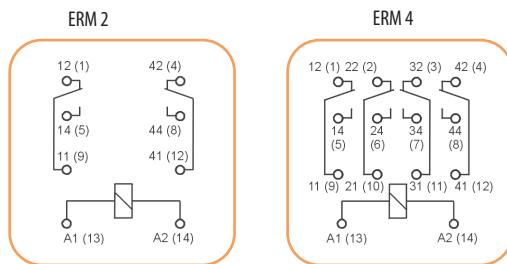 ERM 2
12 (1) 42 (4)
14 (5) 44 (8)
11 (9) 41 (12)
A1 (13) A2 (14)
ERM 4
12 (1) 22 (2) 32 (3) 42 (4)
14 24 34 44
(5) (6) (7) (8)
11 (9) 21 (10) 31 (11) 41 (12)
A1 (13) A2 (14)